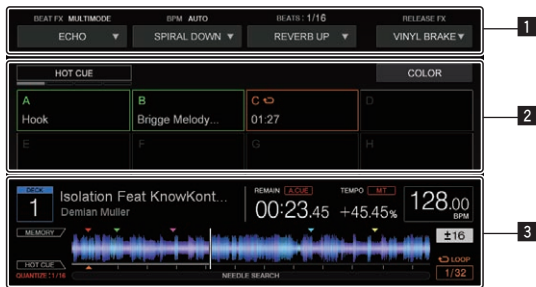 BEAT FX MULTIMODE BPM AUTO BEATS : 1/16 RELEASE FX
ECHO ▼ SPIRAL DOWN ▼ REVERB UP ▼ VINYL BRAKE ▼
1
HOT CUE COLOR
A B C D
Hook Brigge Melody... 01:27
2
E F G H
DECK
1
Isolation Feat KnowKont...
Demian Muller
REMAIN A.CUE TEMPO MT
00:23.45 +45.45% 128.00
BPM
MEMORY ±16
3
HOT CUE LOOP
QUANTIZE : 1/16 NEEDLE SEARCH 1/32